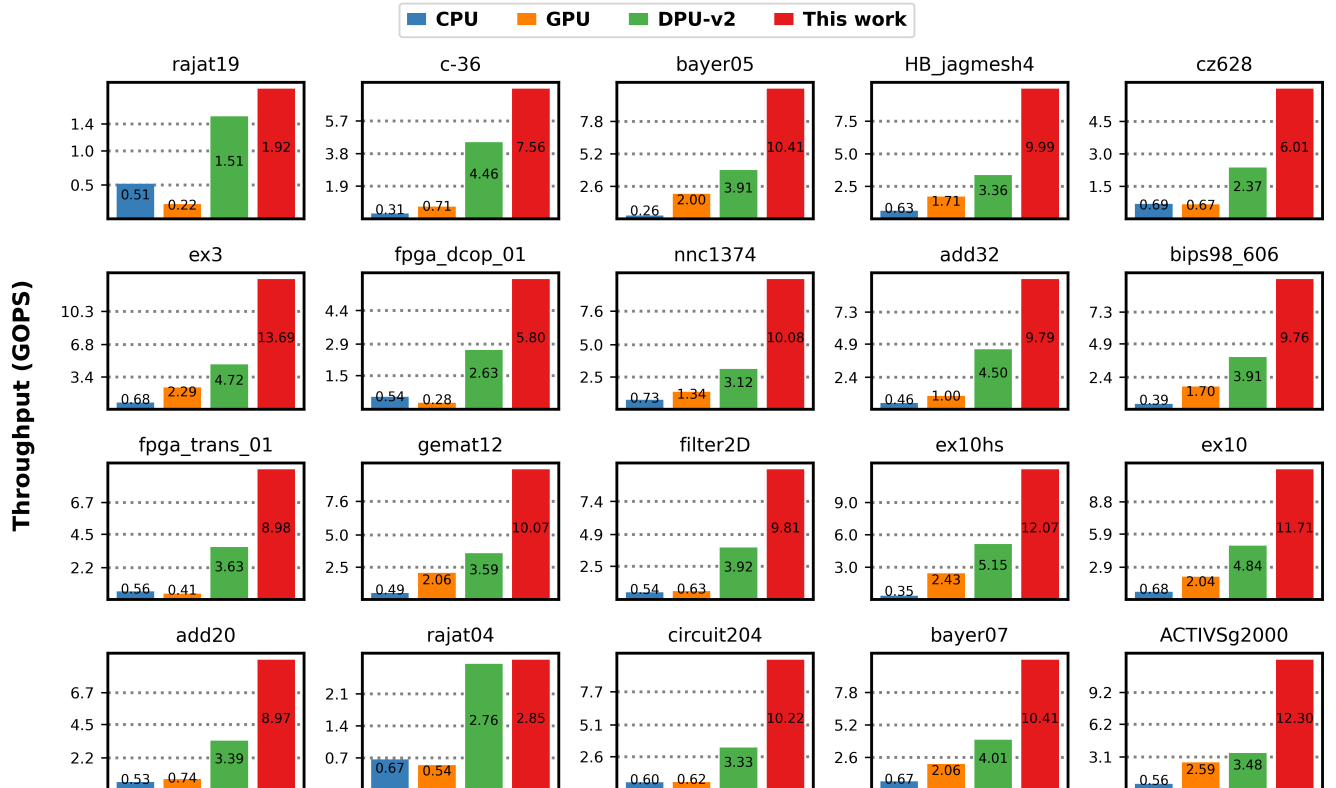 CPU GPU DPU-v2 This work
Throughput (GOPS)
rajat19 c-36 bayer05 HB_jagmesh4 cz628
1.4 5.7 7.8 7.5 4.5
1.0 3.8 5.2 5.0 3.0
0.5 1.9 2.6 2.5 1.5
0.51 0.22 1.51 1.92 0.31 0.71 4.46 7.56 0.26 2.00 3.91 10.41 0.63 1.71 3.36 9.99 0.69 0.67 2.37 6.01
ex3 fpga_dcop_01 nnc1374 add32 bips98_606
10.3 4.4 7.6 7.3 7.3
6.8 2.9 5.0 4.9 4.9
3.4 1.5 2.5 2.4 2.4
0.68 2.29 4.72 13.69 0.54 0.28 2.63 5.80 0.73 1.34 3.12 10.08 0.46 1.00 4.50 9.79 0.39 1.70 3.91 9.76
fpga_trans_01 gemat12 filter2D ex10hs ex10
6.7 7.6 7.4 9.0 8.8
4.5 5.0 4.9 6.0 5.9
2.2 2.5 2.5 3.0 2.9
0.56 0.41 3.63 8.98 0.49 2.06 3.59 10.07 0.54 0.63 3.92 9.81 0.35 2.43 5.15 12.07 0.68 2.04 4.84 11.71
add20 rajat04 circuit204 bayer07 ACTIVSg2000
6.7 2.1 7.7 7.8 9.2
4.5 1.4 5.1 5.2 6.2
2.2 0.7 2.6 2.6 3.1
0.53 0.74 3.39 8.97 0.67 0.54 2.76 2.85 0.60 0.62 3.33 10.22 0.67 2.06 4.01 10.41 0.56 2.59 3.48 12.30